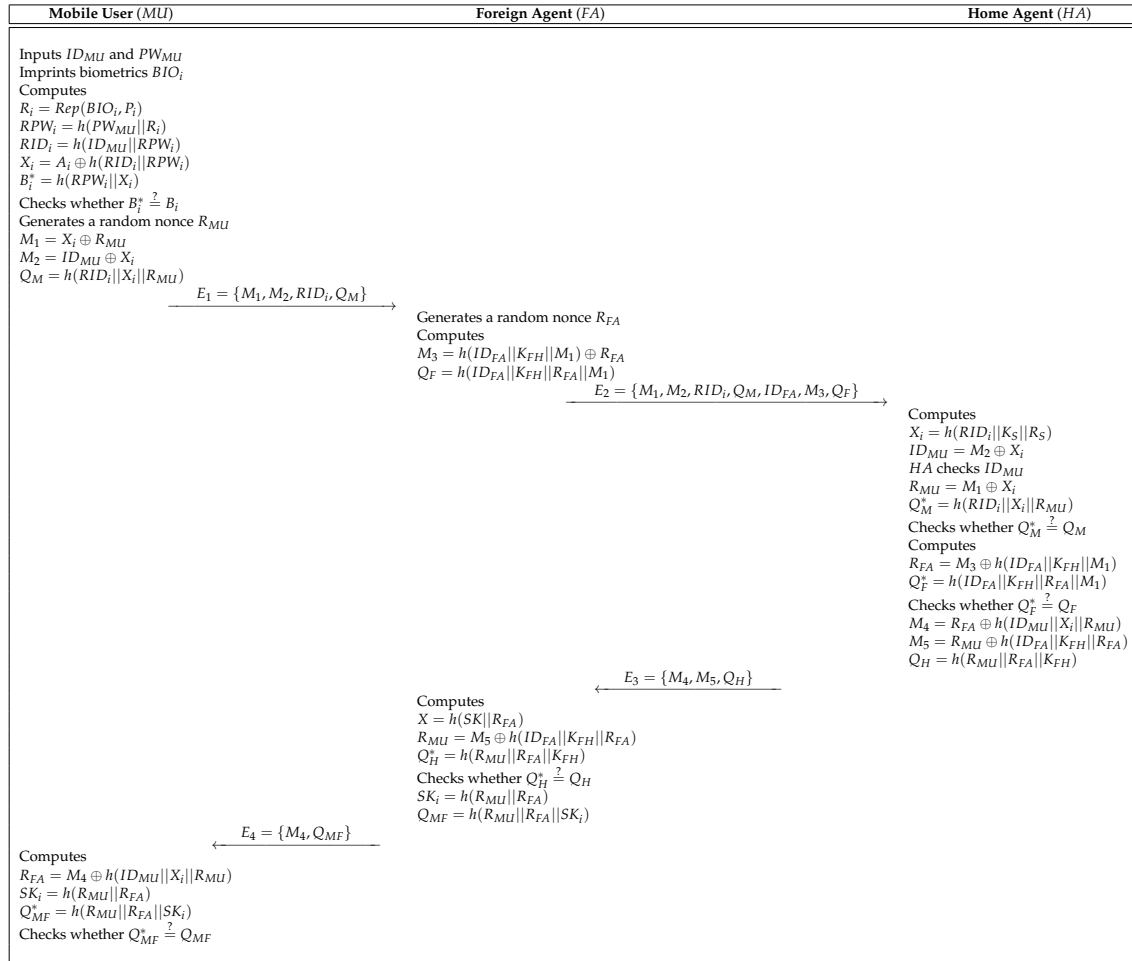 Mobile User (MU) Foreign Agent (FA) Home Agent (HA)
Inputs ID_MU and PW_MU
Imprints biometrics BIO_i
Computes
R_i = Rep(BIO_i, P_i)
RPW_i = h(PW_MU||R_i)
RID_i = h(ID_MU||RPW_i)
X_i = A_i ⊕ h(RID_i||RPW_i)
B_i^* = h(RPW_i||X_i)
Checks whether B_i^* ?= B_i
Generates a random nonce R_MU
M_1 = X_i ⊕ R_MU
M_2 = ID_MU ⊕ X_i
Q_M = h(RID_i||X_i||R_MU)
E_1 = {M_1, M_2, RID_i, Q_M}
Generates a random nonce R_FA
Computes
M_3 = h(ID_FA||K_FH||M_1) ⊕ R_FA
Q_F = h(ID_FA||K_FH||R_FA||M_1)
E_2 = {M_1, M_2, RID_i, Q_M, ID_FA, M_3, Q_F}
Computes
X_i = h(RID_i||K_S||R_S)
ID_MU = M_2 ⊕ X_i
HA checks ID_MU
R_MU = M_1 ⊕ X_i
Q_M^* = h(RID_i||X_i||R_MU)
Checks whether Q_M^* ?= Q_M
Computes
R_FA = M_3 ⊕ h(ID_FA||K_FH||M_1)
Q_F^* = h(ID_FA||K_FH||R_FA||M_1)
Checks whether Q_F^* ?= Q_F
M_4 = R_FA ⊕ h(ID_MU||X_i||R_MU)
M_5 = R_MU ⊕ h(ID_FA||K_FH||R_FA)
Q_H = h(R_MU||R_FA||K_FH)
E_3 = {M_4, M_5, Q_H}
Computes
X = h(SK||R_FA)
R_MU = M_5 ⊕ h(ID_FA||K_FH||R_FA)
Q_H^* = h(R_MU||R_FA||K_FH)
Checks whether Q_H^* ?= Q_H
SK_i = h(R_MU||R_FA)
Q_MF = h(R_MU||R_FA||SK_i)
E_4 = {M_4, Q_MF}
Computes
R_FA = M_4 ⊕ h(ID_MU||X_i||R_MU)
SK_i = h(R_MU||R_FA)
Q_MF^* = h(R_MU||R_FA||SK_i)
Checks whether Q_MF^* ?= Q_MF